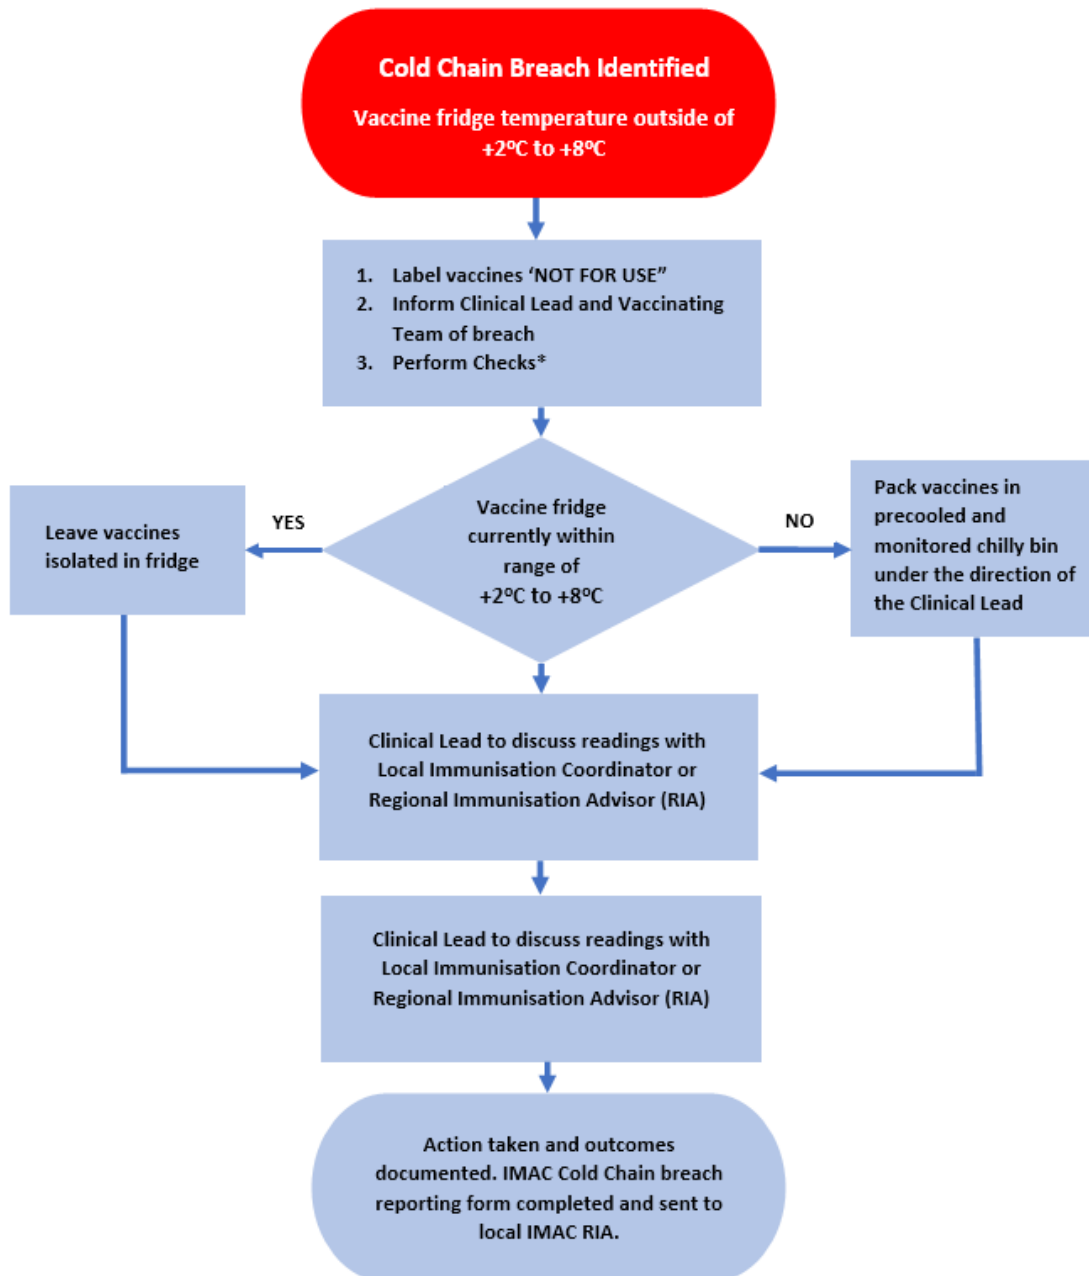 Cold Chain Breach Identified
Vaccine fridge temperature outside of
+2ºC to +8ºC
1. Label vaccines ‘NOT FOR USE”
2. Inform Clinical Lead and Vaccinating
Team of breach
3. Perform Checks*
Vaccine fridge
currently within
range of
+2ºC to +8ºC
YES
Leave vaccines
isolated in fridge
NO
Pack vaccines in
precooled and
monitored chilly bin
under the direction of
the Clinical Lead
Clinical Lead to discuss readings with
Local Immunisation Coordinator or
Regional Immunisation Advisor (RIA)
Clinical Lead to discuss readings with
Local Immunisation Coordinator or
Regional Immunisation Advisor (RIA)
Action taken and outcomes
documented. IMAC Cold Chain breach
reporting form completed and sent to
local IMAC RIA.